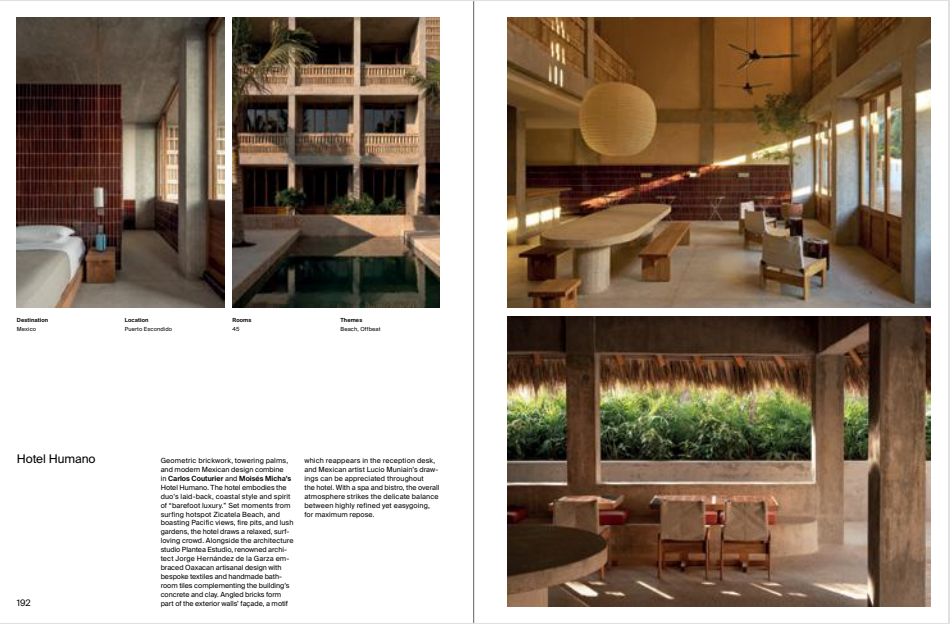 Destination
Mexico
Location
Puerto Escondido
Rooms
45
Themes
Beach, Offbeat
Hotel Humano
Geometric brickwork, towering palms,
and modern Mexican design combine
in Carlos Couturier and Moisés Micha's
Hotel Humano. The hotel embodies the
duo's laid-back, coastal style and spirit
of "barefoot luxury." Set moments from
surfing hotspot Zicatela Beach, and
boasting Pacific views, fire pits, and lush
gardens, the hotel draws a relaxed, surf-
loving crowd. Alongside the architecture
studio Plantea Estudio, renowned archi-
tect Jorge Hernández de la Garza em-
braced Oaxacan artisanal design with
bespoke textiles and handmade bath-
room tiles complementing the building's
concrete and clay. Angled bricks form
part of the exterior walls' façade, a motif
which reappears in the reception desk,
and Mexican artist Lucio Muniain's draw-
ings can be appreciated throughout
the hotel. With a spa and bistro, the overall
atmosphere strikes the delicate balance
between highly refined yet easygoing,
for maximum repose.
192